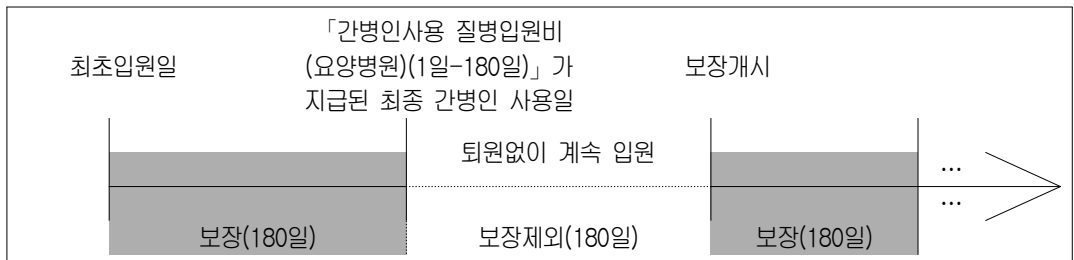 최초입원일
「간병인사용 질병입원비
(요양병원)(1일-180일)」가
지급된 최종 간병인 사용일
보장개시
퇴원없이 계속 입원
...
...
보장(180일)
보장제외(180일)
보장(180일)